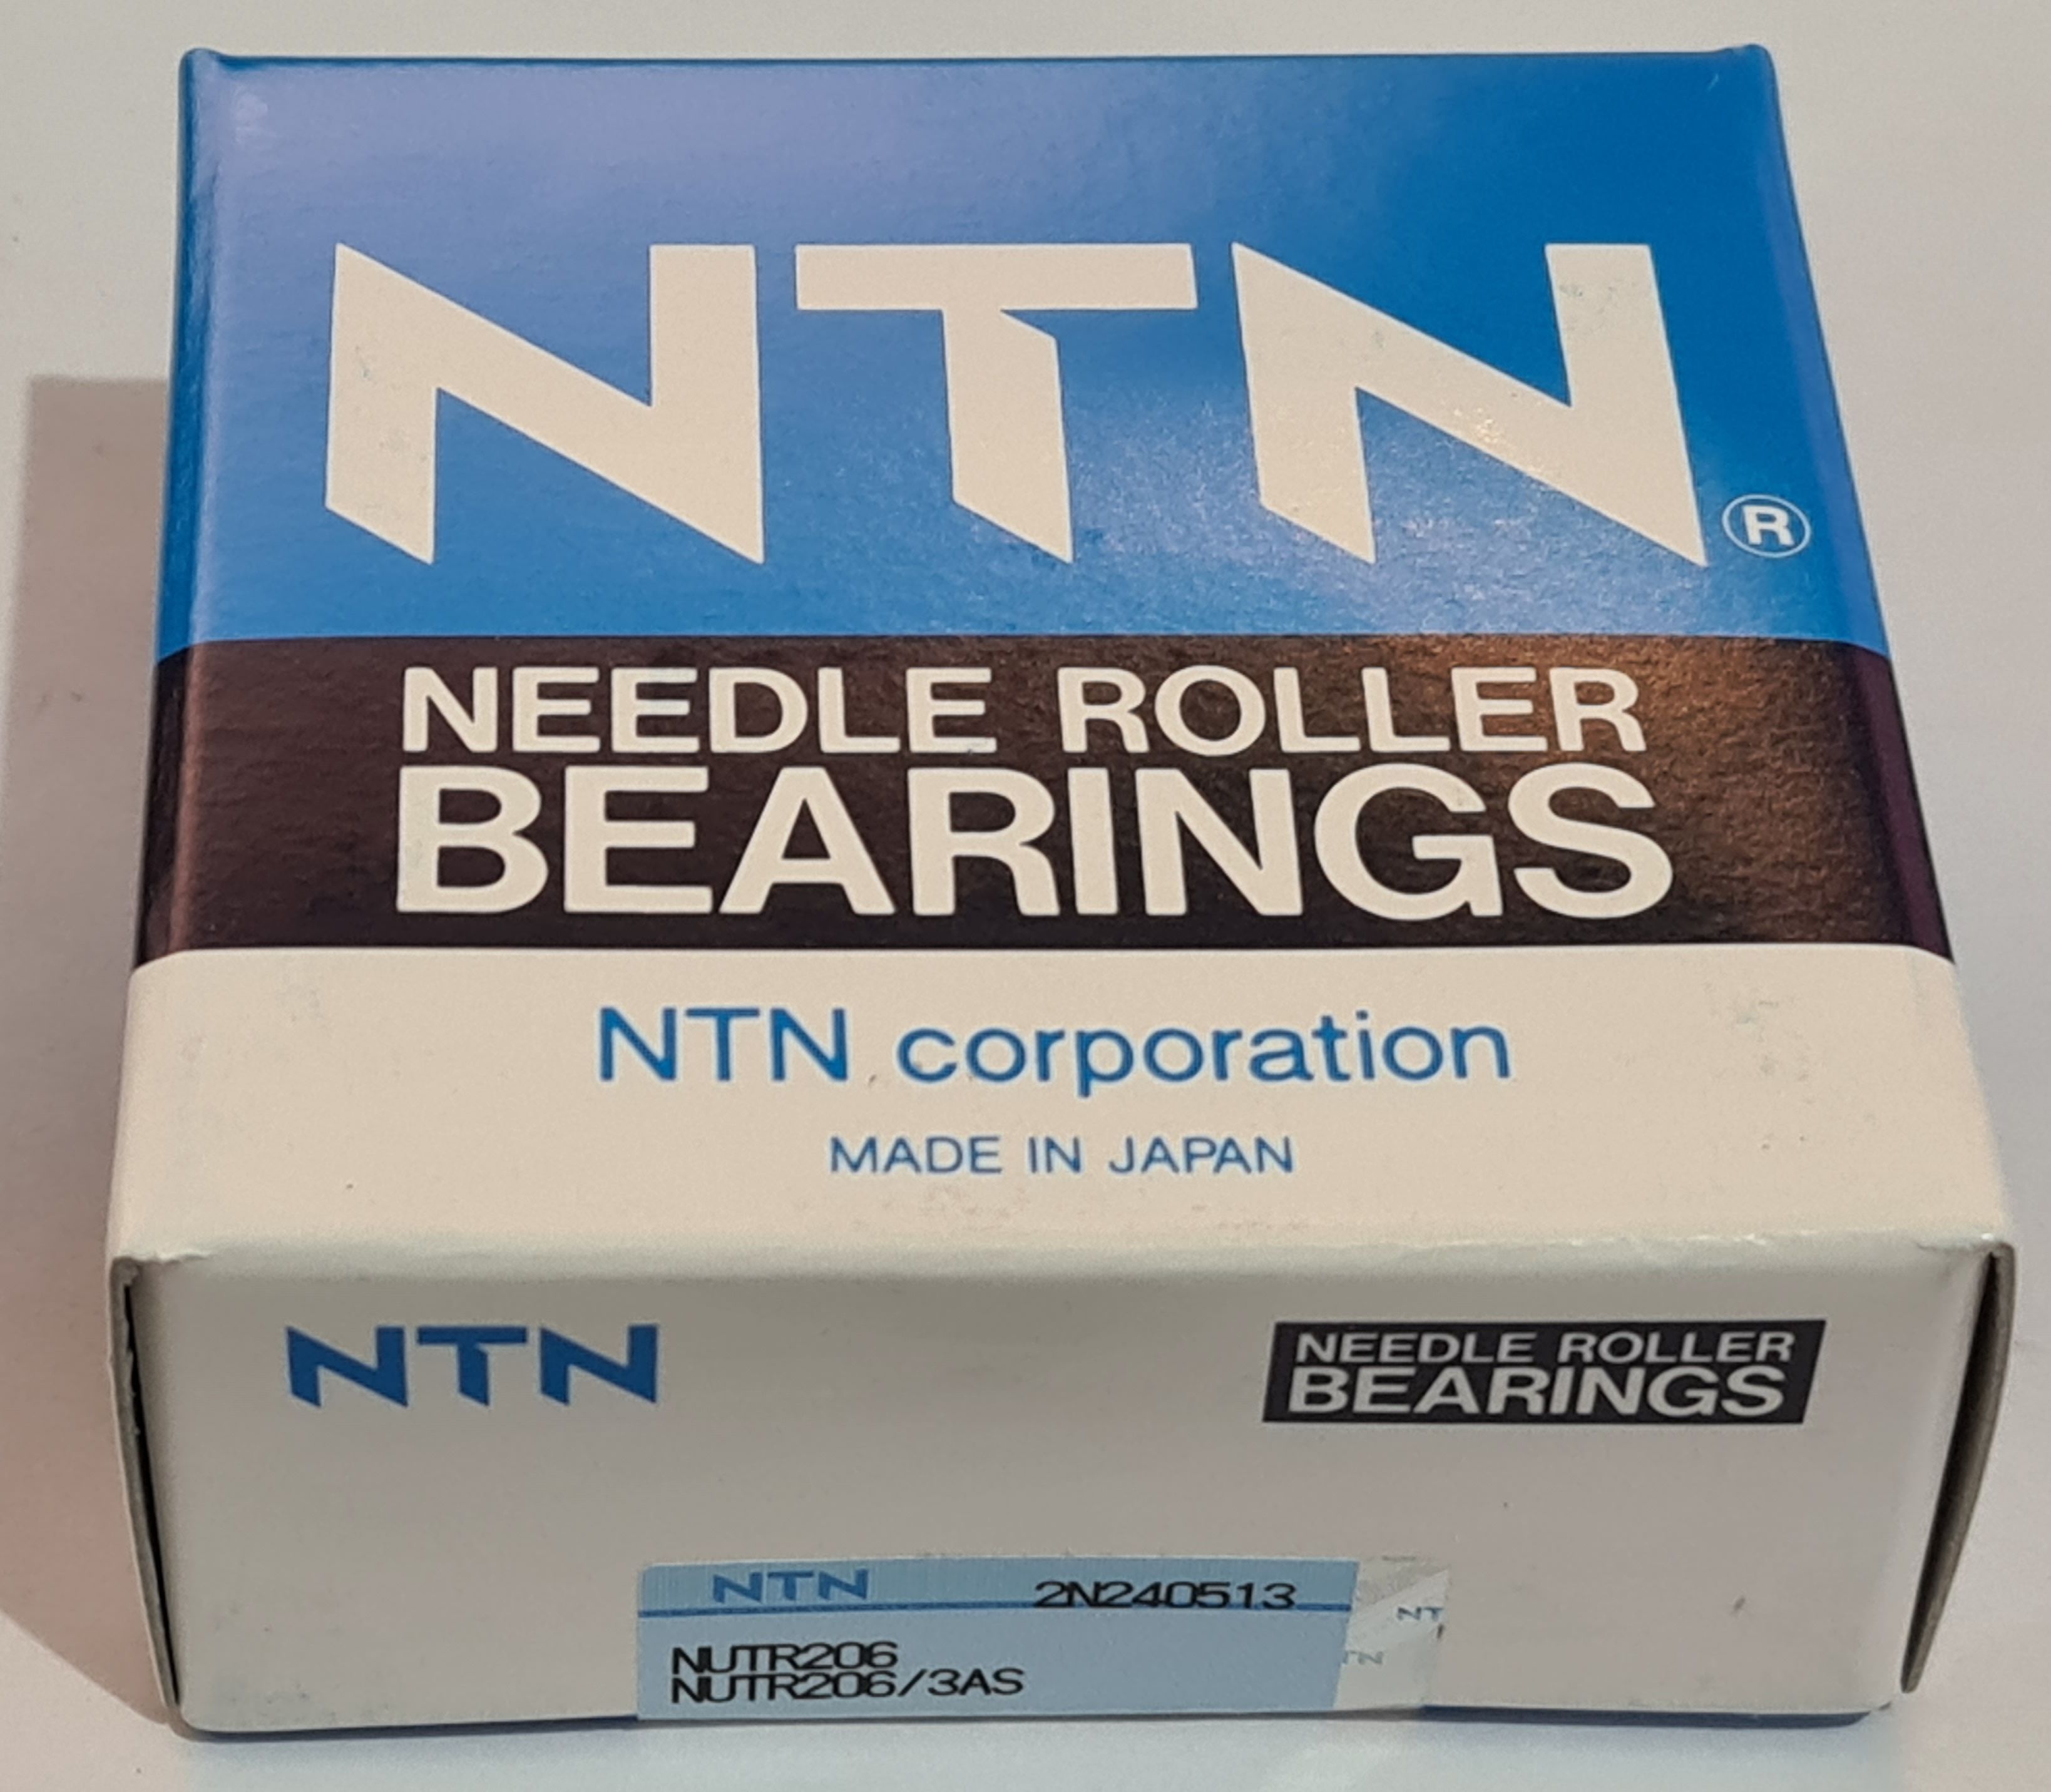 NTN®
NEEDLE ROLLER
BEARINGS
NTN corporation
MADE IN JAPAN
NTN
NEEDLE ROLLER
BEARINGS
NTN 2N240513
NUTR206
NUTR206/3AS